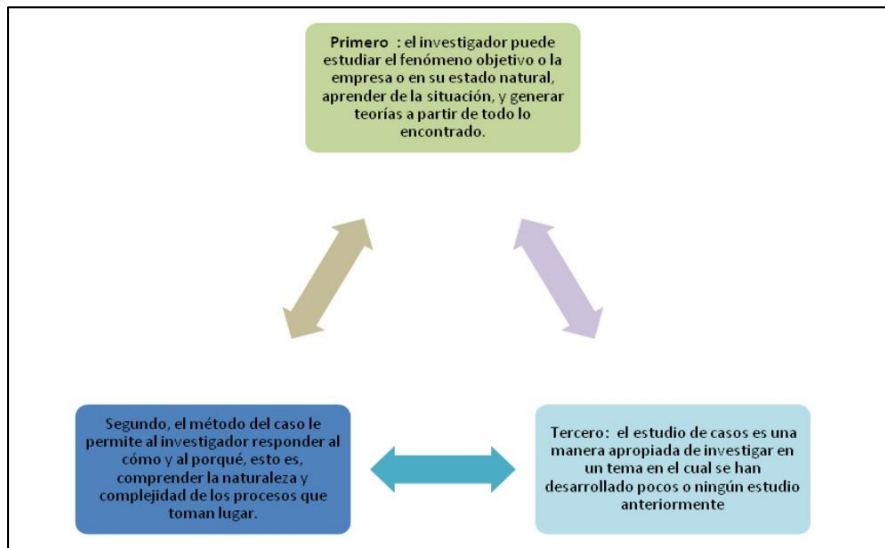 Primero : el investigador puede
estudiar el fenómeno objetivo o la
empresa o en su estado natural,
aprender de la situación, y generar
teorías a partir de todo lo
encontrado.
Segundo, el método del caso le
permite al investigador responder al
cómo y al porqué, esto es,
comprender la naturaleza y
complejidad de los procesos que
toman lugar.
Tercero: el estudio de casos es una
manera apropiada de investigar en
un tema en el cual se han
desarrollado pocos o ningún estudio
anteriormente